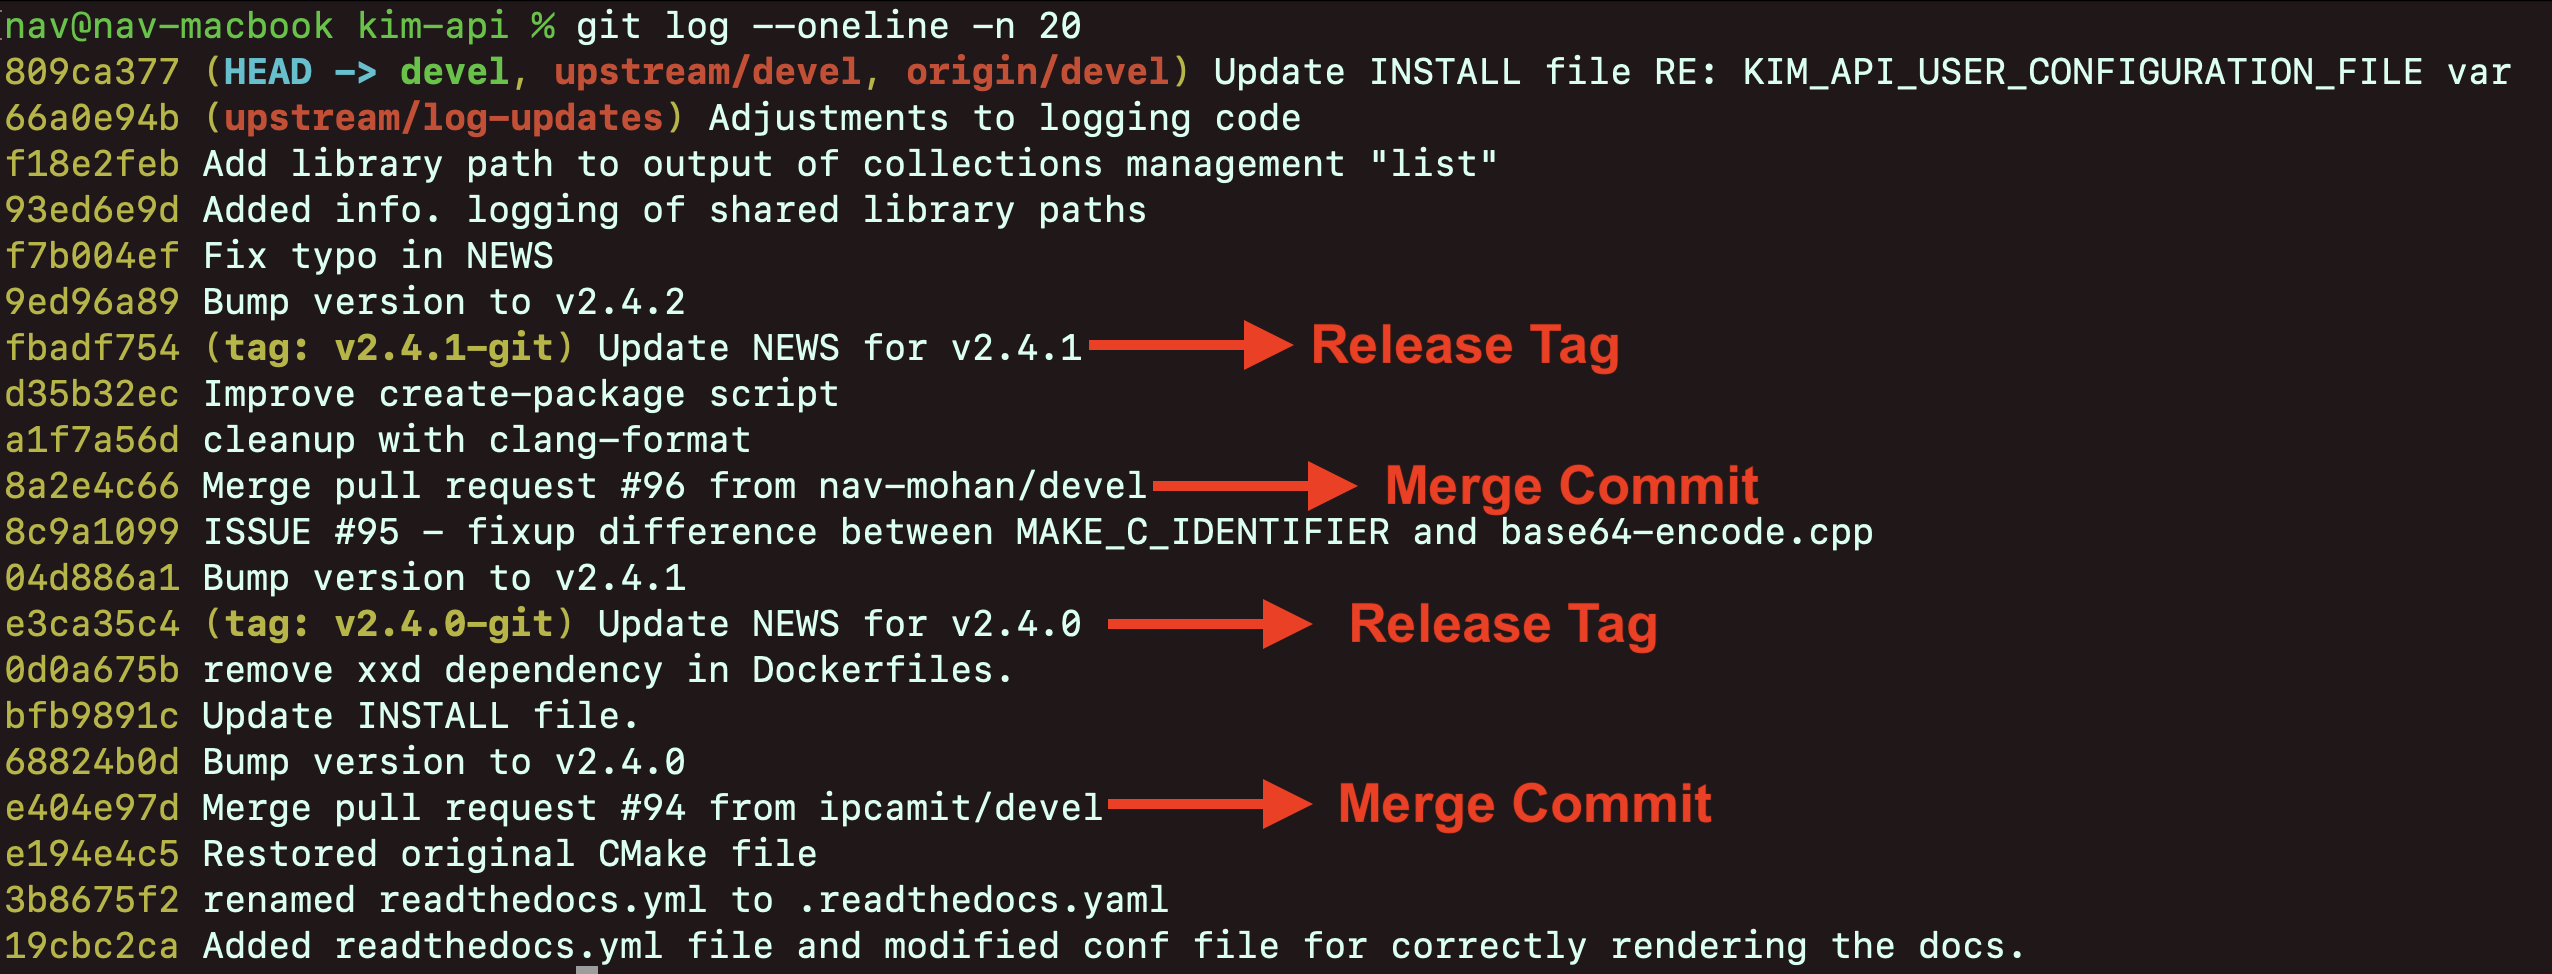 nav@nav-macbook kim-api % git log --oneline -n 20
809ca377 (HEAD -> devel, upstream/devel, origin/devel) Update INSTALL file RE: KIM_API_USER_CONFIGURATION_FILE var
66a0e94b (upstream/log-updates) Adjustments to logging code
f18e2feb Add library path to output of collections management "list"
93ed6e9d Added info. logging of shared library paths
f7b004ef Fix typo in NEWS
9ed96a89 Bump version to v2.4.2
fbadf754 (tag: v2.4.1-git) Update NEWS for v2.4.1 Release Tag
d35b32ec Improve create-package script
a1f7a56d cleanup with clang-format
8a2e4c66 Merge pull request #96 from nav-mohan/devel Merge Commit
8c9a1099 ISSUE #95 - fixup difference between MAKE_C_IDENTIFIER and base64-encode.cpp
04d886a1 Bump version to v2.4.1
e3ca35c4 (tag: v2.4.0-git) Update NEWS for v2.4.0 Release Tag
0d0a675b remove xxd dependency in Dockerfiles.
bfb9891c Update INSTALL file.
68824b0d Bump version to v2.4.0
e404e97d Merge pull request #94 from ipcamit/devel Merge Commit
e194e4c5 Restored original CMake file
3b8675f2 renamed readthedocs.yml to .readthedocs.yaml
19cbc2ca Added readthedocs.yml file and modified conf file for correctly rendering the docs.